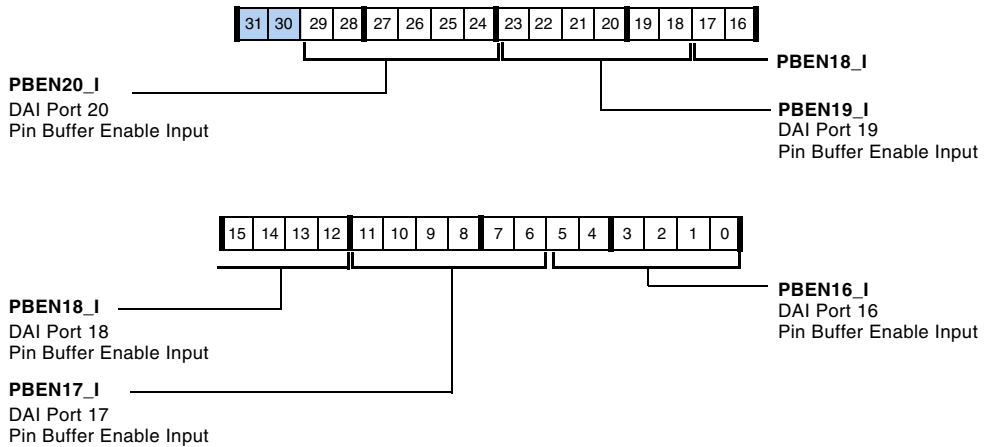 31 30 29 28 27 26 25 24 23 22 21 20 19 18 17 16
PBEN18_I
PBEN20_I
DAI Port 20
Pin Buffer Enable Input
PBEN19_I
DAI Port 19
Pin Buffer Enable Input
15 14 13 12 11 10 9 8 7 6 5 4 3 2 1 0
PBEN16_I
DAI Port 16
Pin Buffer Enable Input
PBEN18_I
DAI Port 18
Pin Buffer Enable Input
PBEN17_I
DAI Port 17
Pin Buffer Enable Input